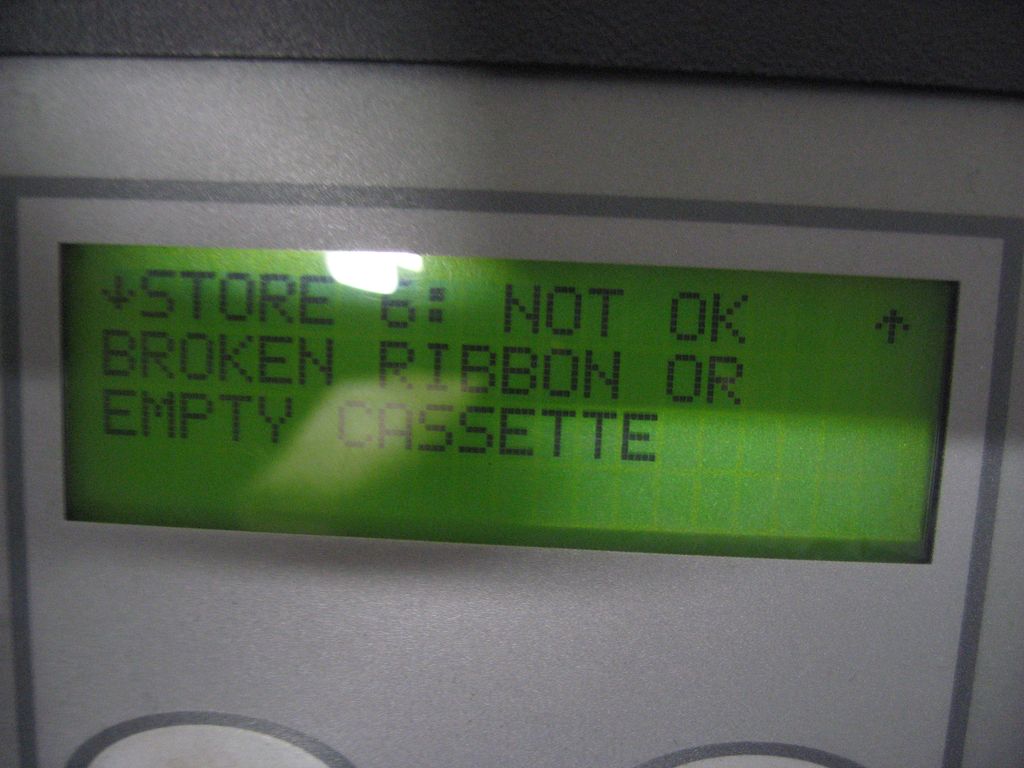 ↓STORE 6: NOT OK ↑
BROKEN RIBBON OR
EMPTY CASSETTE